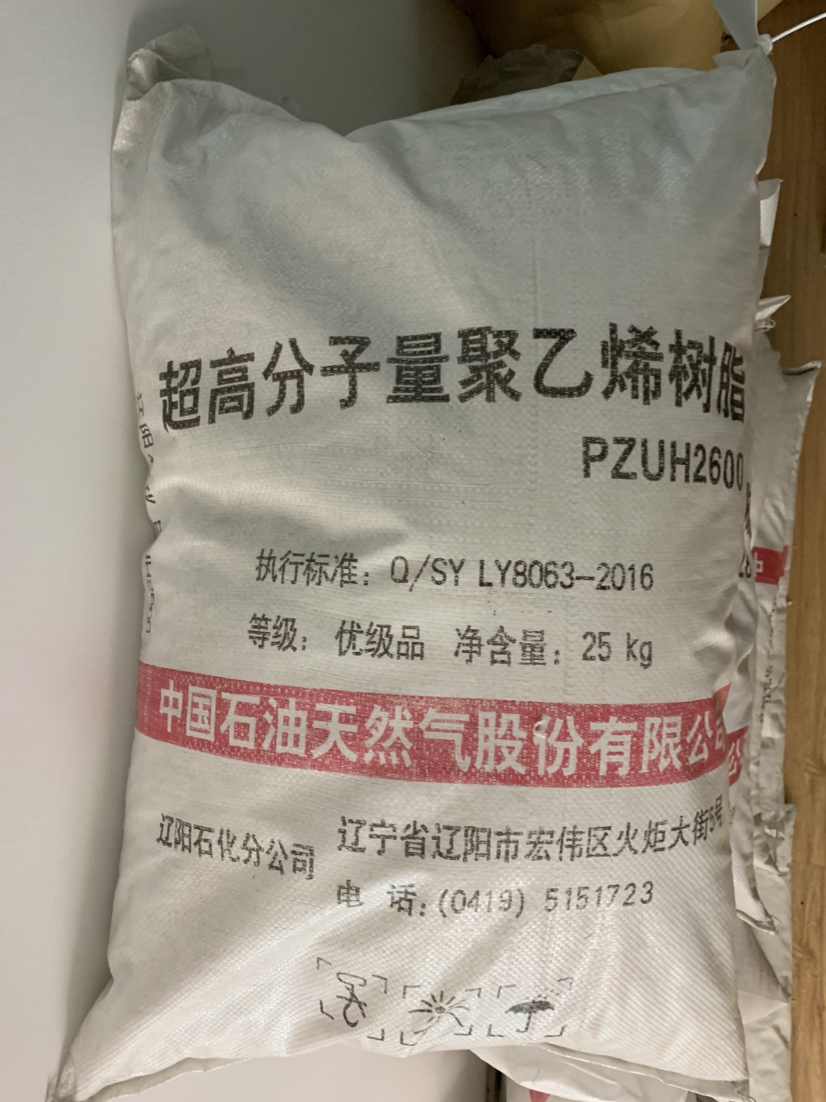 超高分子量聚乙烯树脂
PZUH2600
执行标准：Q/SY LY8063-2016
等级：优级品 净含量：25 kg
中国石油天然气股份有限公司
辽阳石化分公司
辽宁省辽阳市宏伟区火炬大街5号
电 话：(0419) 5151723